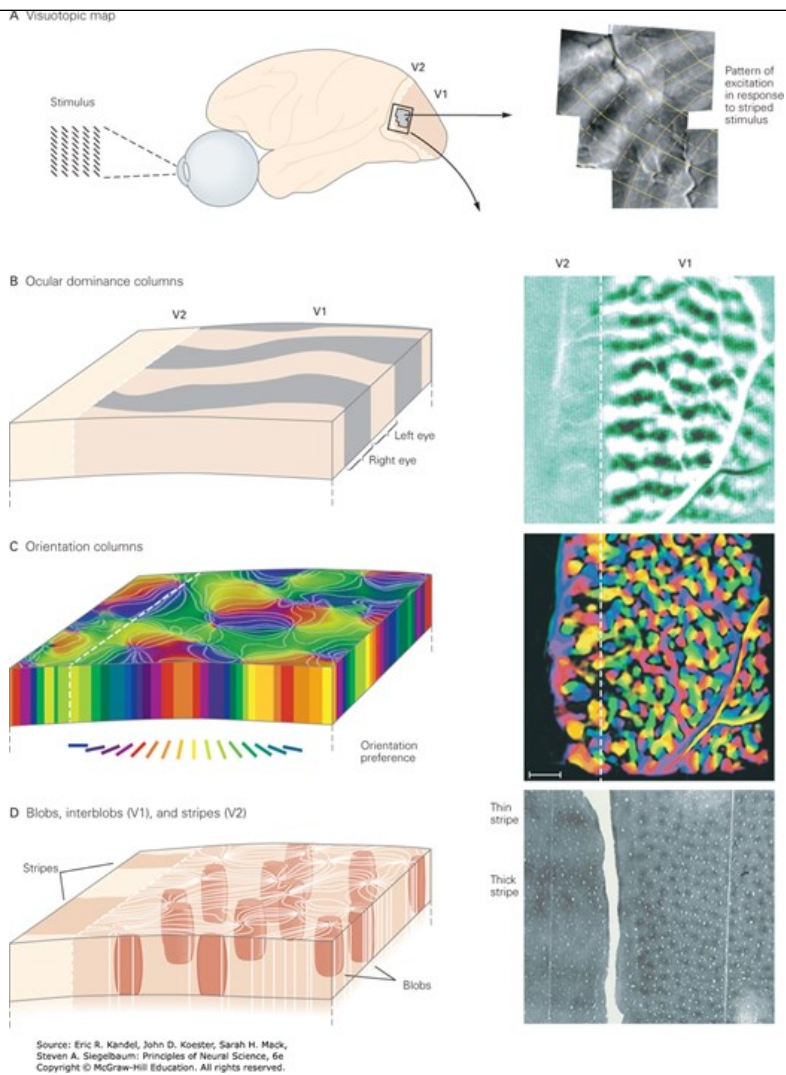 A Visuotopic map
Stimulus
V2
V1
Pattern of
excitation
in response
to striped
stimulus
B Ocular dominance columns
V2
V1
V2
V1
Left eye
Right eye
C Orientation columns
Orientation
preference
D Blobs, interblobs (V1), and stripes (V2)
Stripes
Blobs
Thin
stripe
Thick
stripe
Source: Eric R. Kandel, John D. Koester, Sarah H. Mack,
Steven A. Siegelbaum: Principles of Neural Science, 6e
Copyright © McGraw-Hill Education. All rights reserved.